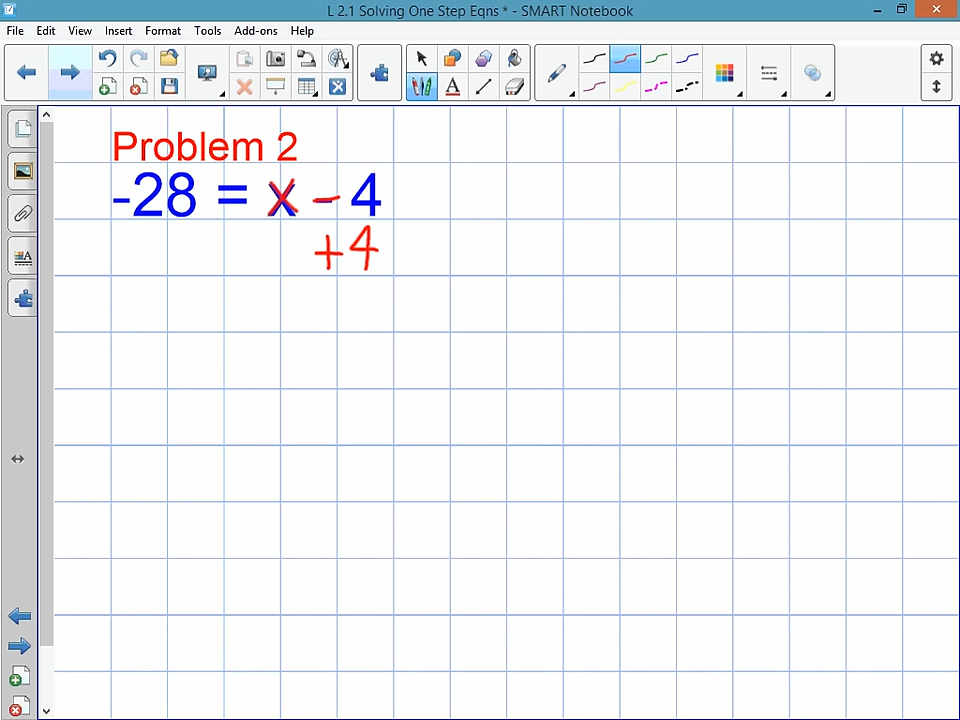 L 2.1 Solving One Step Eqns * - SMART Notebook
File Edit View Insert Format Tools Add-ons Help
Problem 2
-28 = x - 4
+4